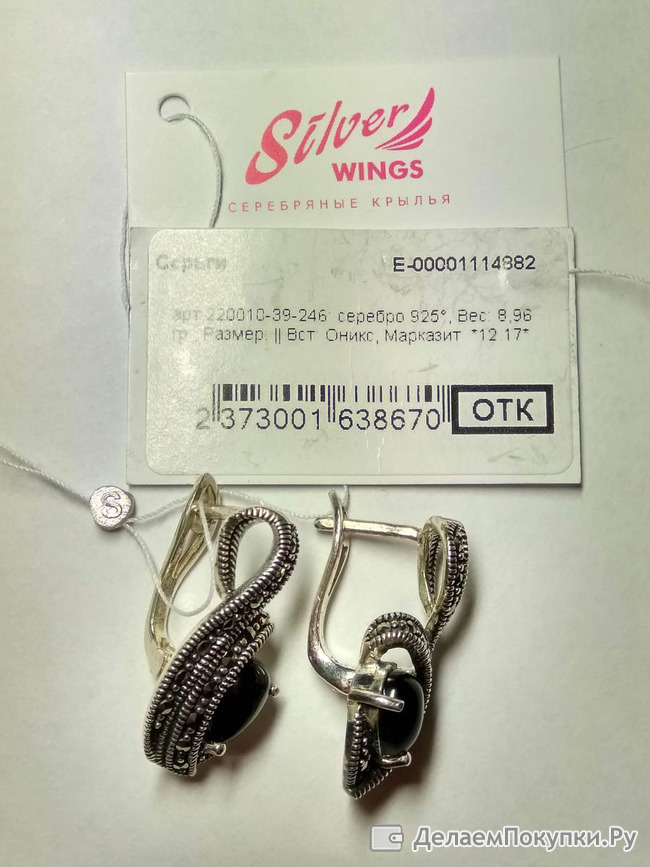 Silver
WINGS
СЕРЕБРЯНЫЕ КРЫЛЬЯ
Серьги E-00001114882
арт 220010-39-246: серебро 925°, Вес: 8,96
гр., Размер: || Вст: Оникс, Марказит *12.17*
2 373001 638670 ОТК
S
ДелаемПокупки.Ру